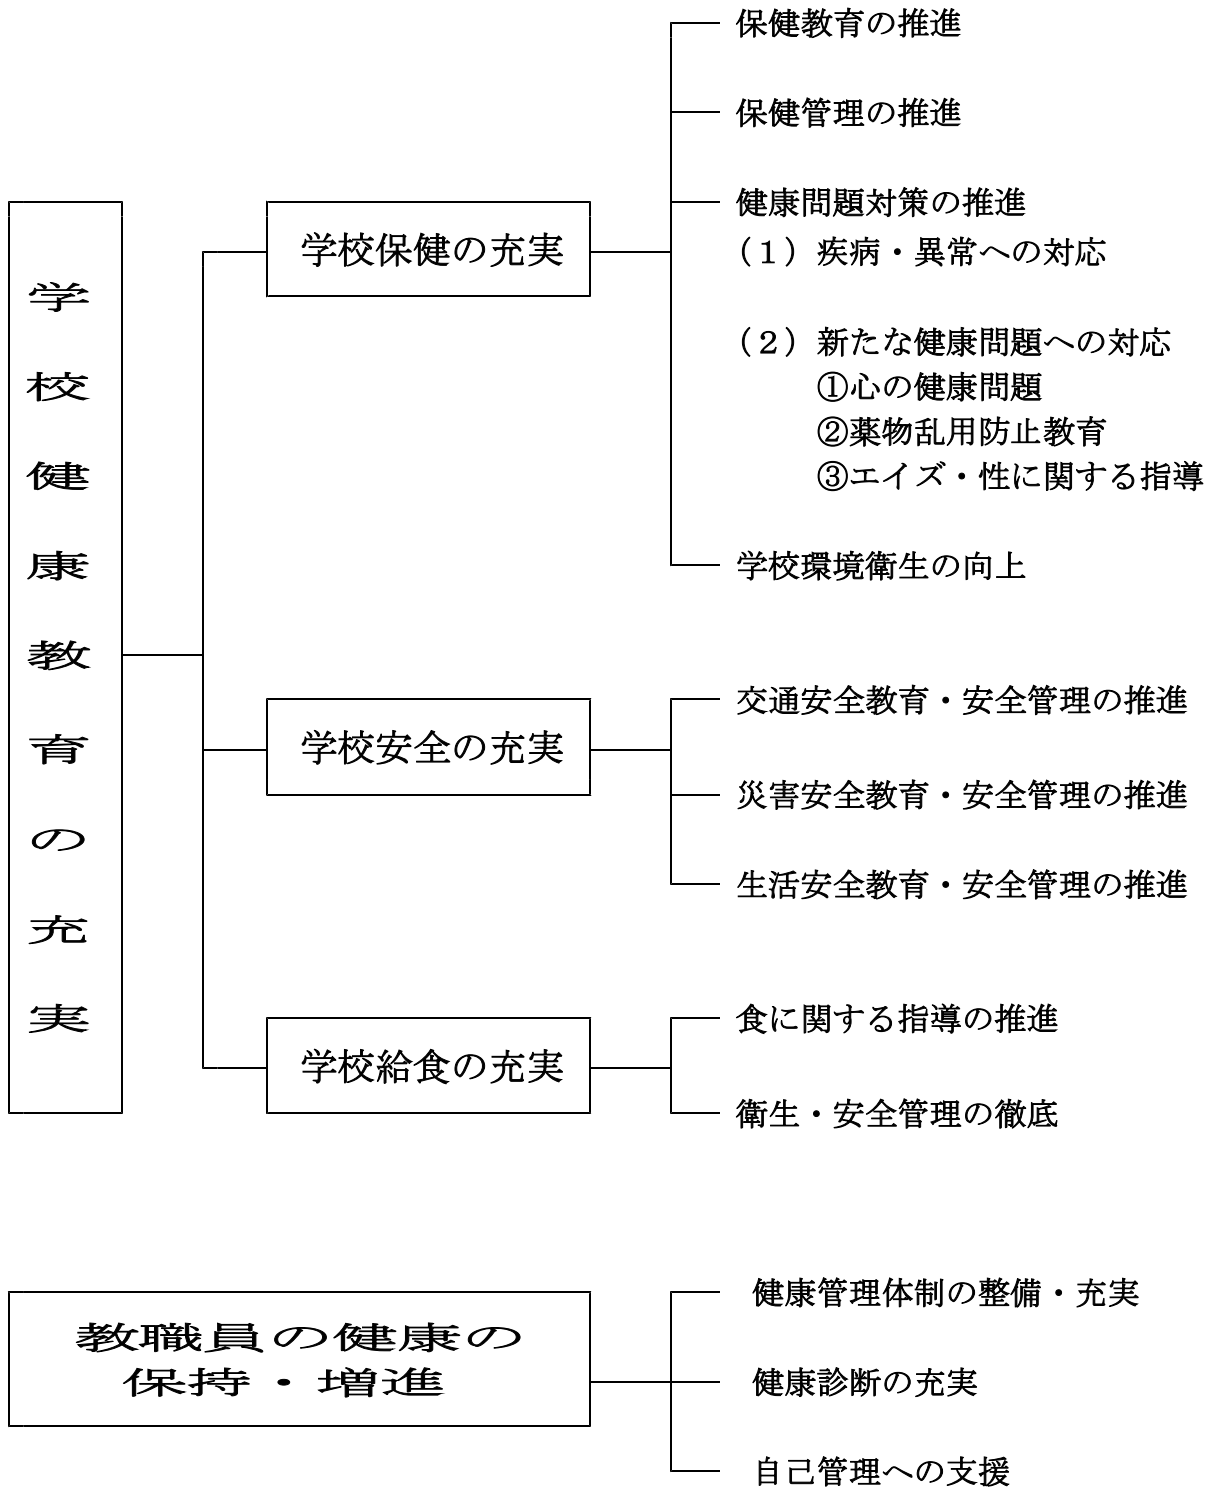 学校健康教育の充実
学校保健の充実
保健教育の推進
保健管理の推進
健康問題対策の推進
（１）疾病・異常への対応
（２）新たな健康問題への対応
①心の健康問題
②薬物乱用防止教育
③エイズ・性に関する指導
学校環境衛生の向上
学校安全の充実
交通安全教育・安全管理の推進
災害安全教育・安全管理の推進
生活安全教育・安全管理の推進
学校給食の充実
食に関する指導の推進
衛生・安全管理の徹底
教職員の健康の
保持・増進
健康管理体制の整備・充実
健康診断の充実
自己管理への支援